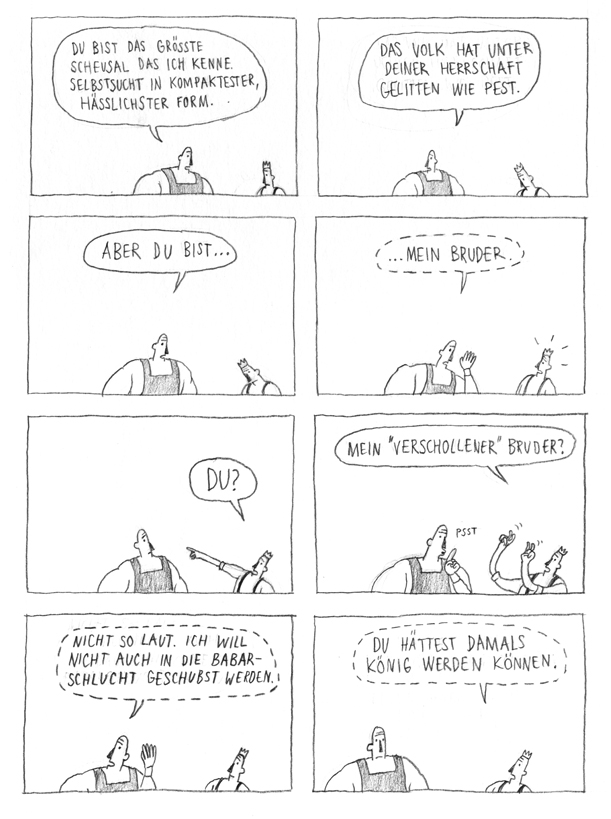 DU BIST DAS GRÖSSTE
SCHEUSAL DAS ICH KENNE.
SELBSTSUCHT IN KOMPAKTESTER,
HÄSSLICHSTER FORM. .
DAS VOLK HAT UNTER
DEINER HERRSCHAFT
GELITTEN WIE PEST.
ABER DU BIST...
...MEIN BRUDER.
DU?
MEIN "VERSCHOLLENER" BRUDER?
PSST
NICHT SO LAUT. ICH WILL
NICHT AUCH IN DIE BABAR-
SCHLUCHT GESCHUBST WERDEN.
DU HÄTTEST DAMALS
KÖNIG WERDEN KÖNNEN.